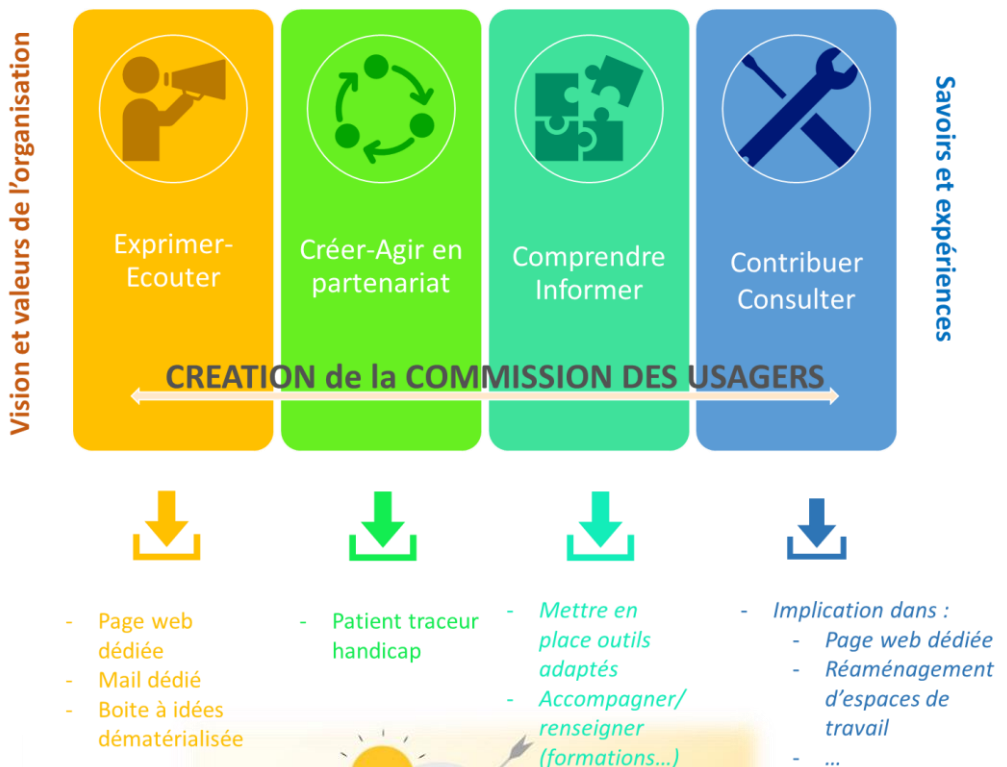 Vision et valeurs de l'organisation
Exprimer-
Ecouter
Créer-Agir en
partenariat
Comprendre
Informer
Contribuer
Consulter
Savoirs et expériences
CREATION de la COMMISSION DES USAGERS
- Page web
dédiée
- Mail dédié
- Boite à idées
dématérialisée
- Patient traceur
handicap
- Mettre en
place outils
adaptés
- Accompagner/
renseigner
(formations...)
- Implication dans :
- Page web dédiée
- Réaménagement
d'espaces de
travail
- ...